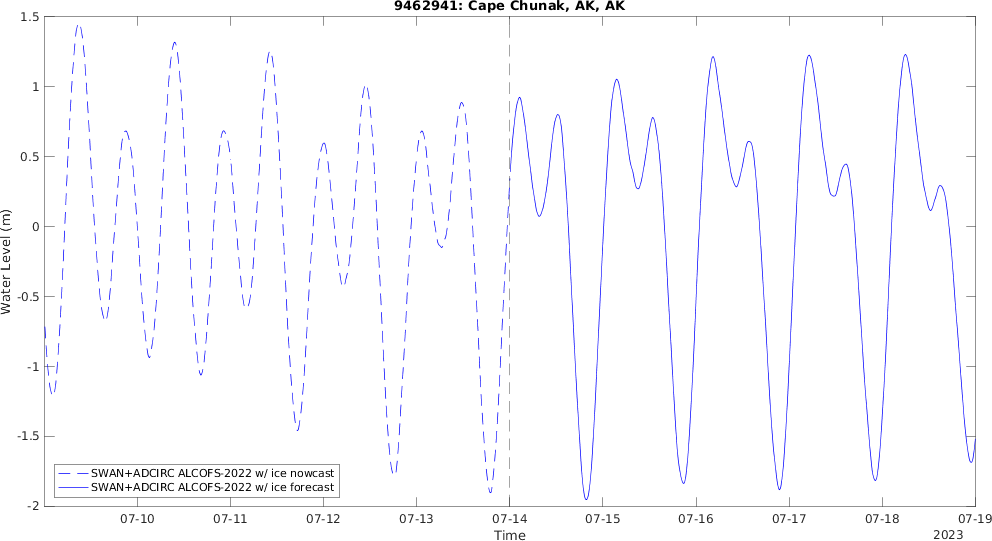 9462941: Cape Chunak, AK, AK
1.5
1
0.5
0
-0.5
-1
-1.5
-2
Water Level (m)
SWAN+ADCIRC ALCOFS-2022 w/ ice nowcast
SWAN+ADCIRC ALCOFS-2022 w/ ice forecast
07-10 07-11 07-12 07-13 07-14 07-15 07-16 07-17 07-18 07-19
Time
2023